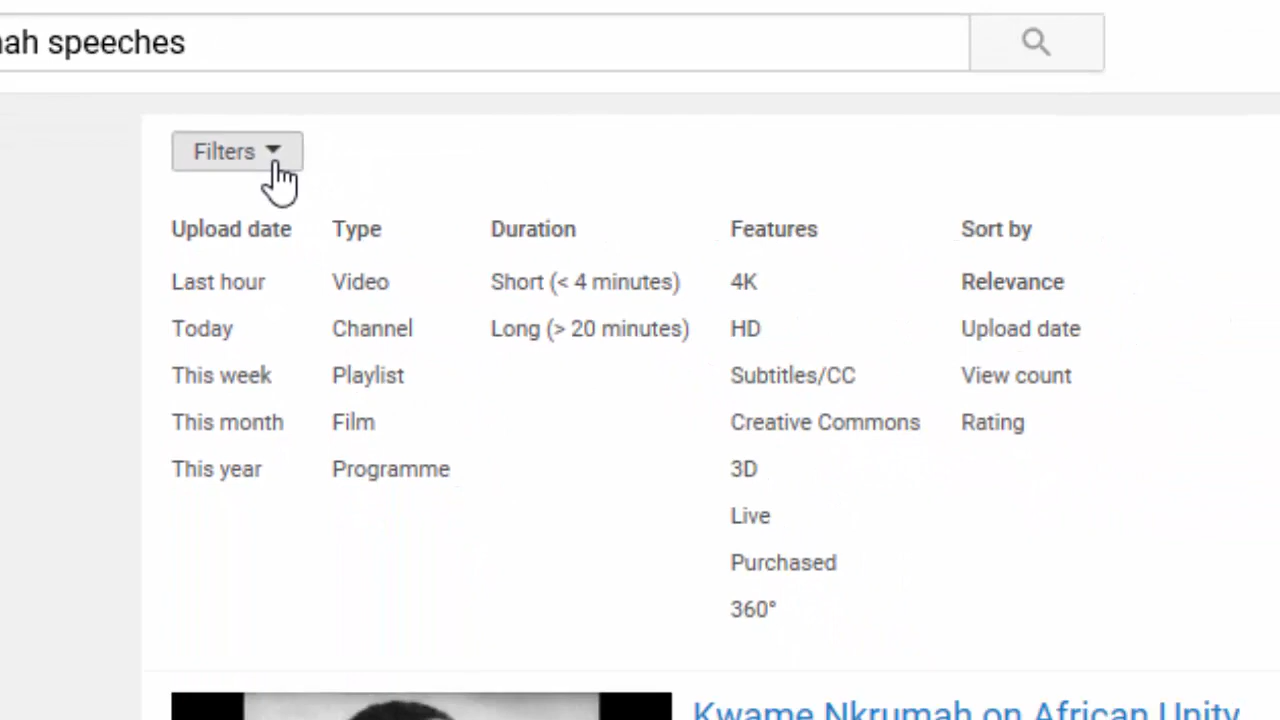 speeches
Filters
Upload date Type Duration Features Sort by
Last hour Video Short (< 4 minutes) 4K Relevance
Today Channel Long (> 20 minutes) HD Upload date
This week Playlist Subtitles/CC View count
This month Film Creative Commons Rating
This year Programme 3D
Live
Purchased
360°
Kwame Nkrumah on African Unity